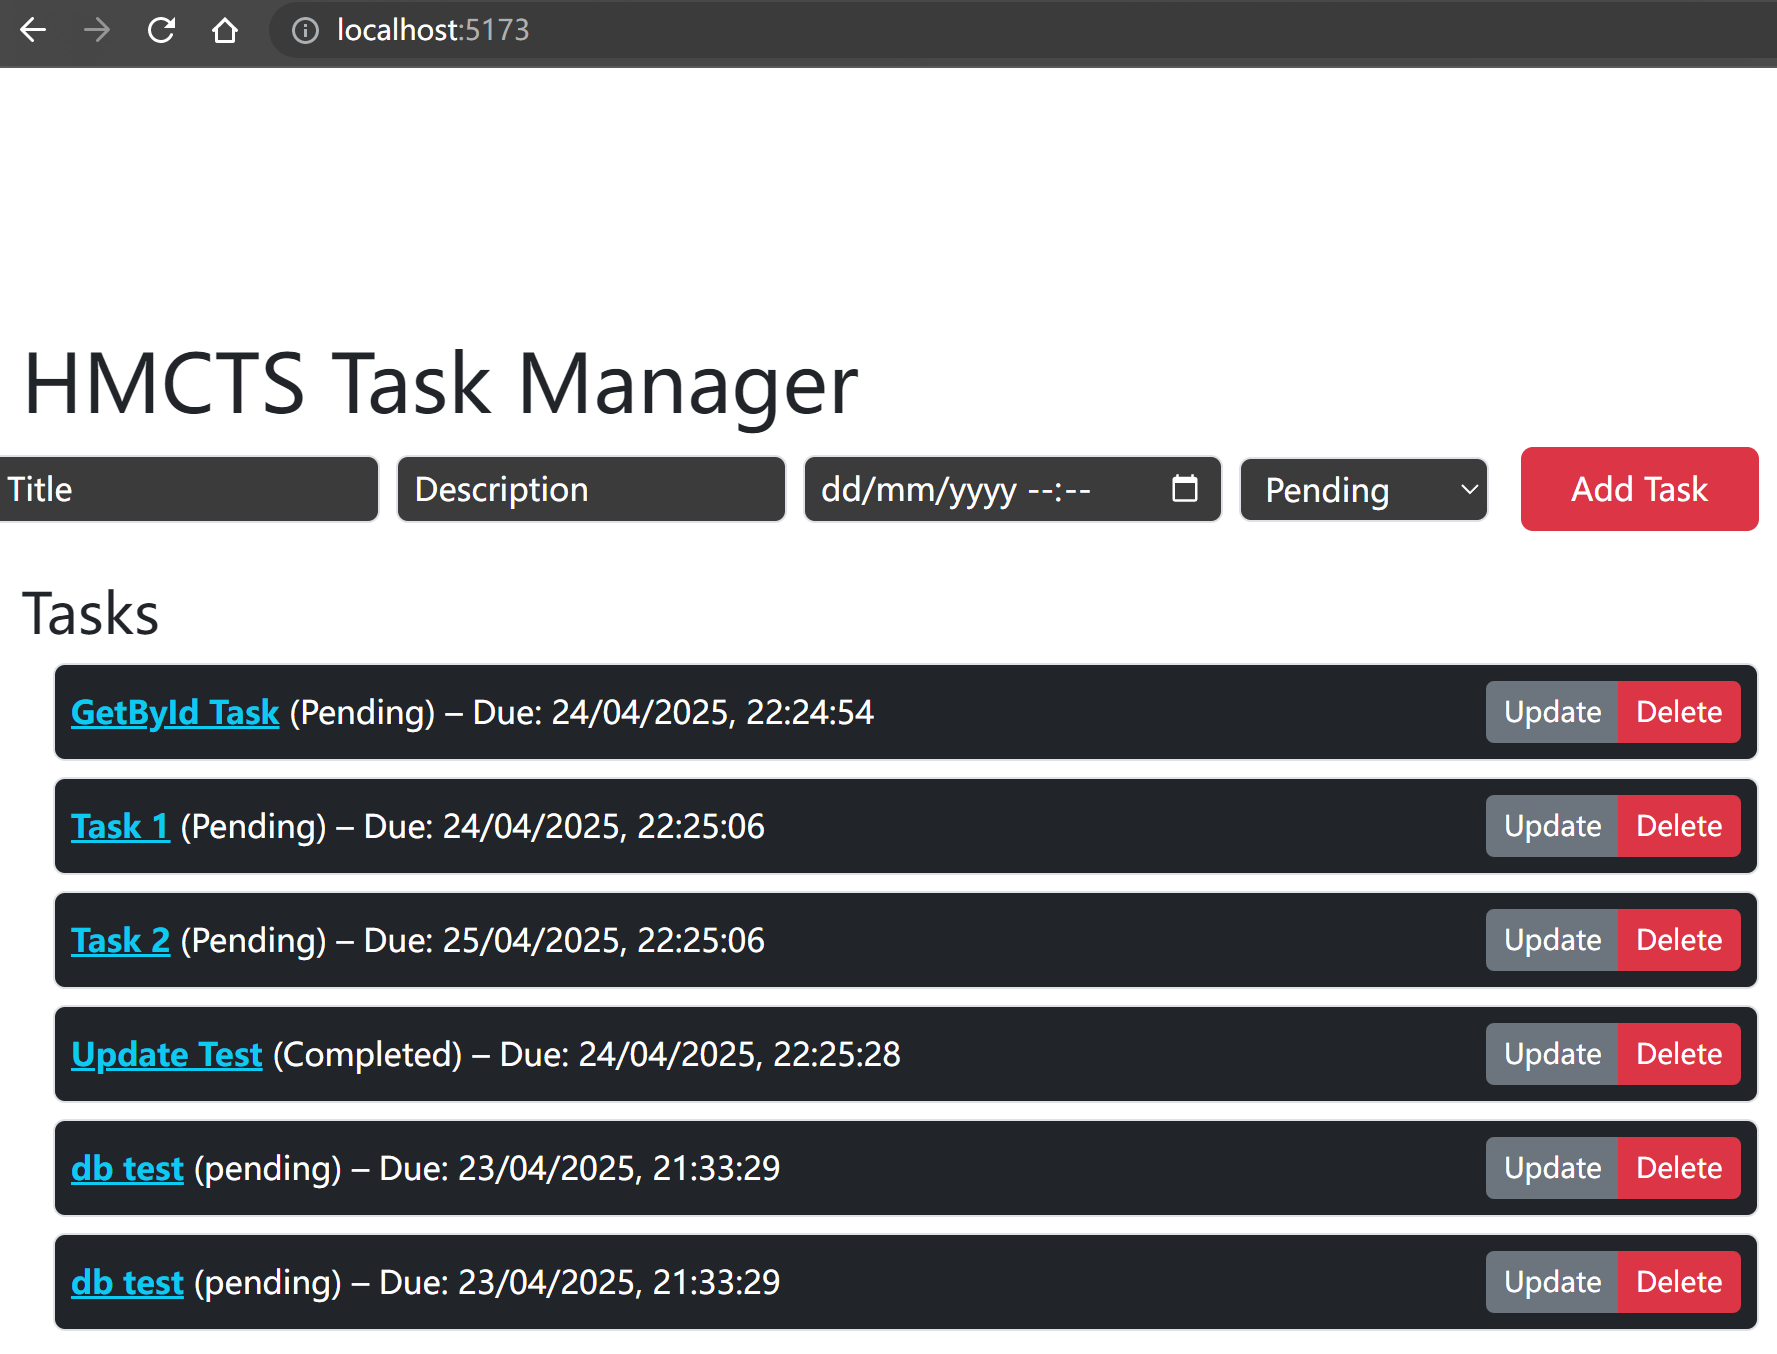 localhost:5173
HMCTS Task Manager
Title Description dd/mm/yyyy --:-- Pending Add Task
Tasks
GetById Task (Pending) – Due: 24/04/2025, 22:24:54 Update Delete
Task 1 (Pending) – Due: 24/04/2025, 22:25:06 Update Delete
Task 2 (Pending) – Due: 25/04/2025, 22:25:06 Update Delete
Update Test (Completed) – Due: 24/04/2025, 22:25:28 Update Delete
db test (pending) – Due: 23/04/2025, 21:33:29 Update Delete
db test (pending) – Due: 23/04/2025, 21:33:29 Update Delete